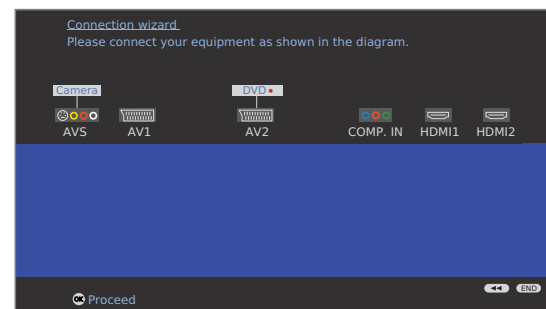 Connection wizard
Please connect your equipment as shown in the diagram.
Camera DVD
AVS AV1 AV2 COMP. IN HDMI1 HDMI2
OK Proceed END